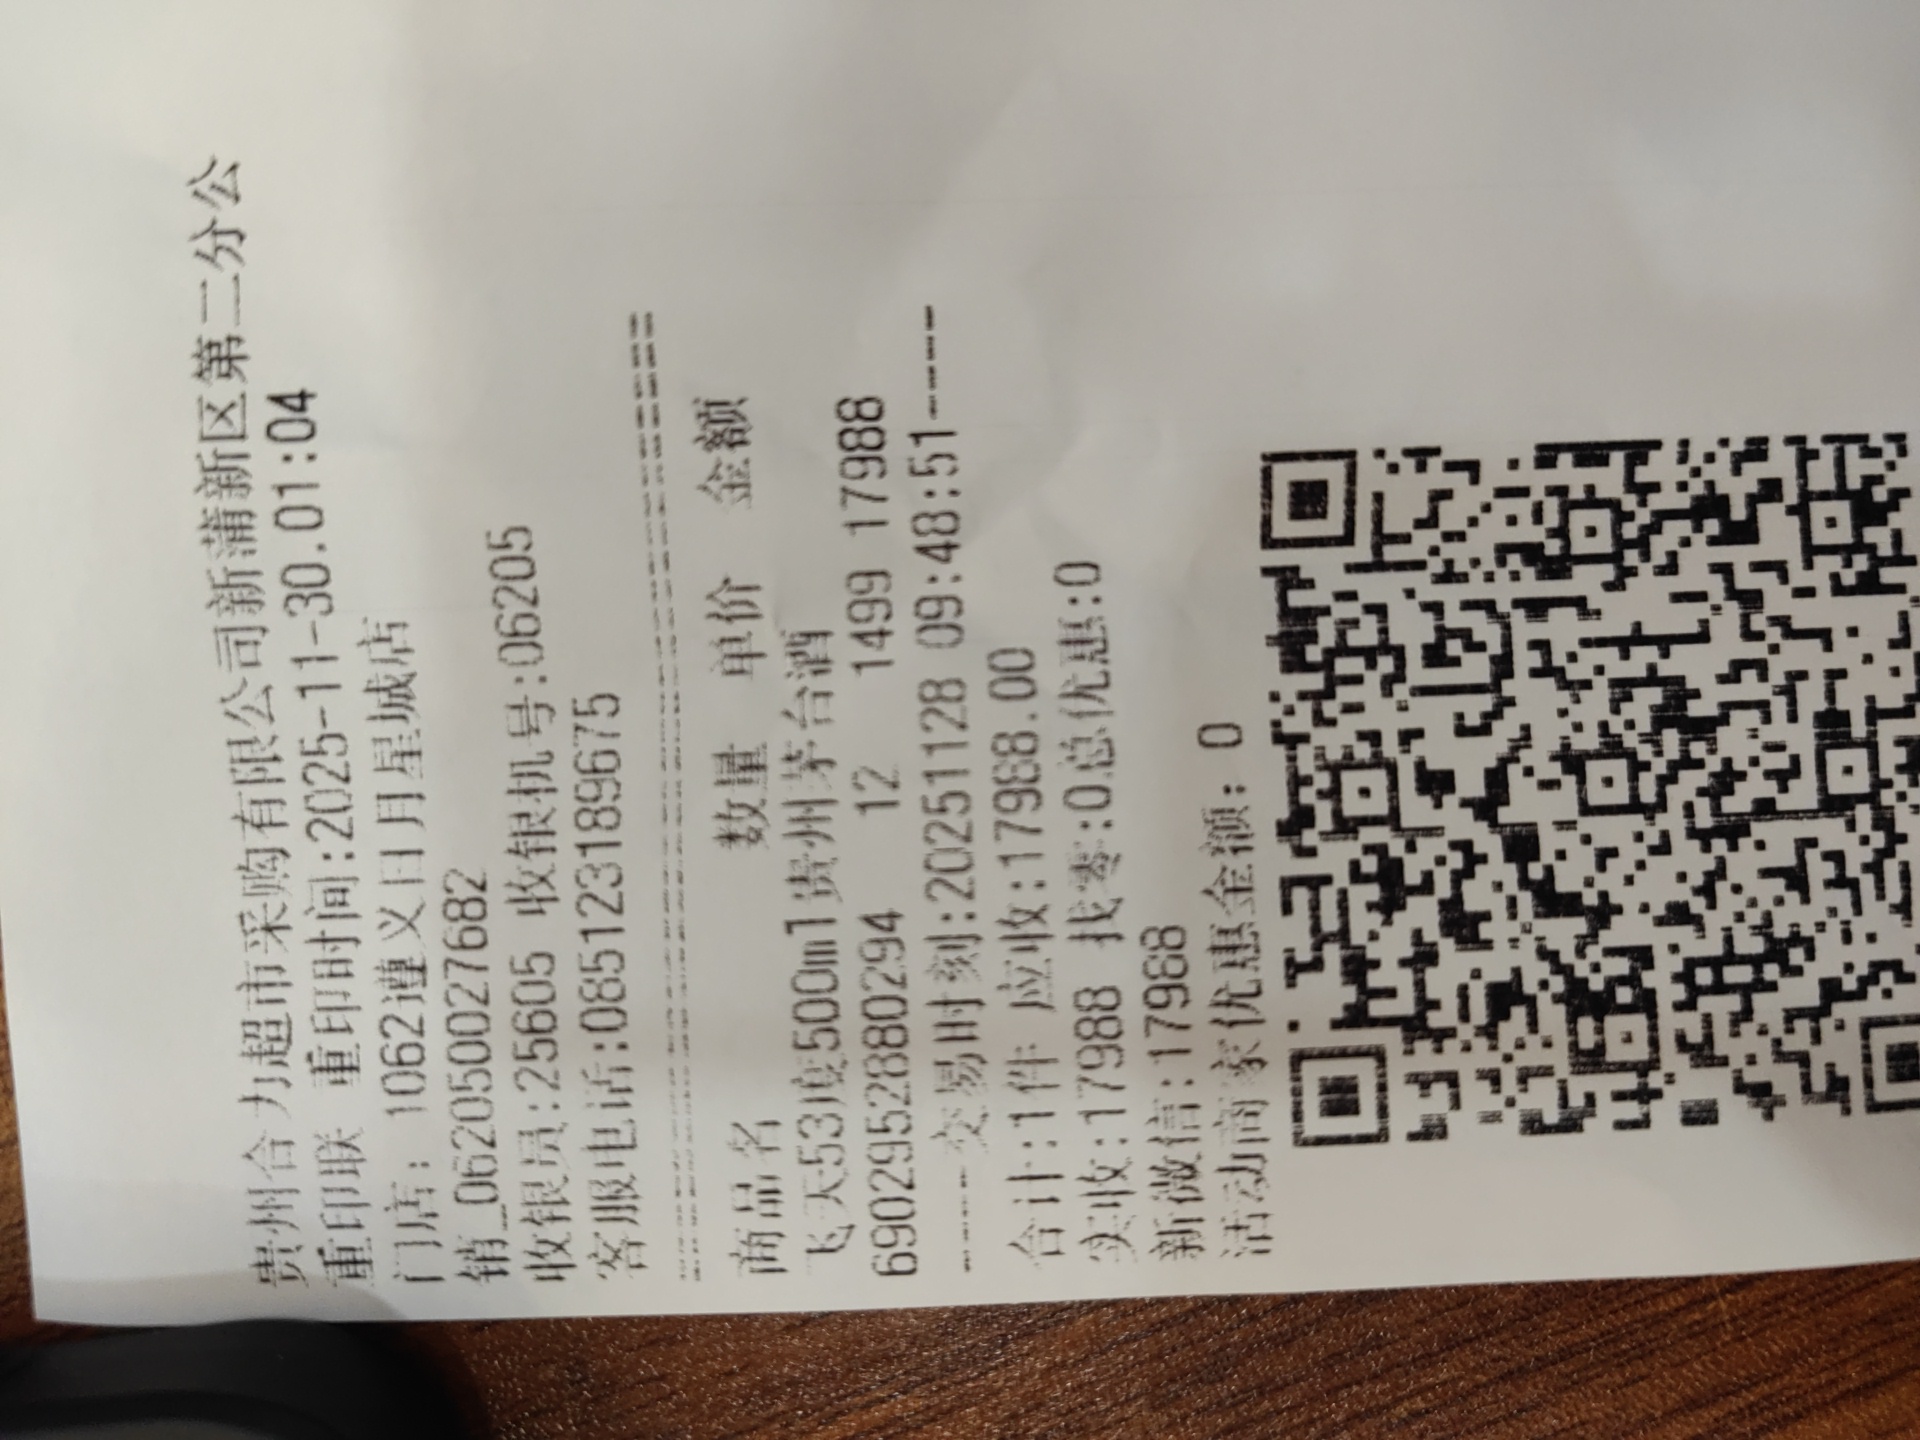 贵州合力超市采购有限公司新蒲新区第二分公
重印联 重印时间:2025-11-30.01:04
门店: 1062遵义日月星城店
销_062050027682
收银员:25605 收银机号:06205
客服电话:085123189675
==========================================
商品名 数量 单价 金额
飞天53度500ml贵州茅台酒
6902952880294 12 1499 17988
-----交易时刻:20251128 09:48:51-----
合计:1件 应收:17988.00
实收:17988 找零:0总优惠:0
新微信:17988
活动商家优惠金额: 0